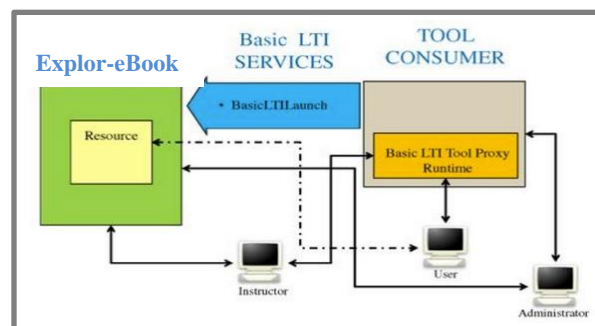 Explor-eBook
Basic LTI
SERVICES
TOOL
CONSUMER
• BasicLTILaunch
Resource
Basic LTI Tool Proxy
Runtime
Instructor
User
Administrator